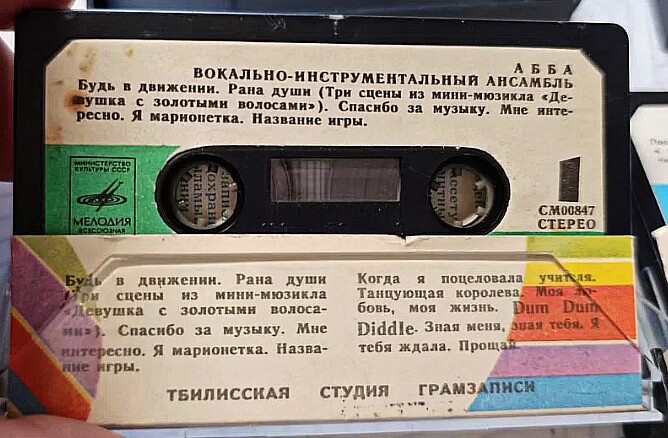 АББА
ВОКАЛЬНО-ИНСТРУМЕНТАЛЬНЫЙ АНСАМБЛЬ
Будь в движении. Рана души (Три сцены из мини-мюзикла «Де-
вушка с золотыми волосами»). Спасибо за музыку. Мне инте-
ресно. Я марионетка. Название игры.
МИНИСТЕРСТВО
КУЛЬТУРЫ СССР
МЕЛОДИЯ
ВСЕСОЮЗНАЯ
1
СМ00847
СТЕРЕО
Будь в движении. Рана души
(Три сцены из мини-мюзикла
«Девушка с золотыми волоса-
ми»). Спасибо за музыку. Мне
интересно. Я марионетка. Назва-
ние игры.
Когда я поцеловала учителя.
Танцующая королева. Моя лю-
бовь, моя жизнь. Dum Dum
Diddle. Зная меня, зная тебя. Я
тебя ждала. Прощай.
ТБИЛИССКАЯ СТУДИЯ ГРАМЗАПИСИ